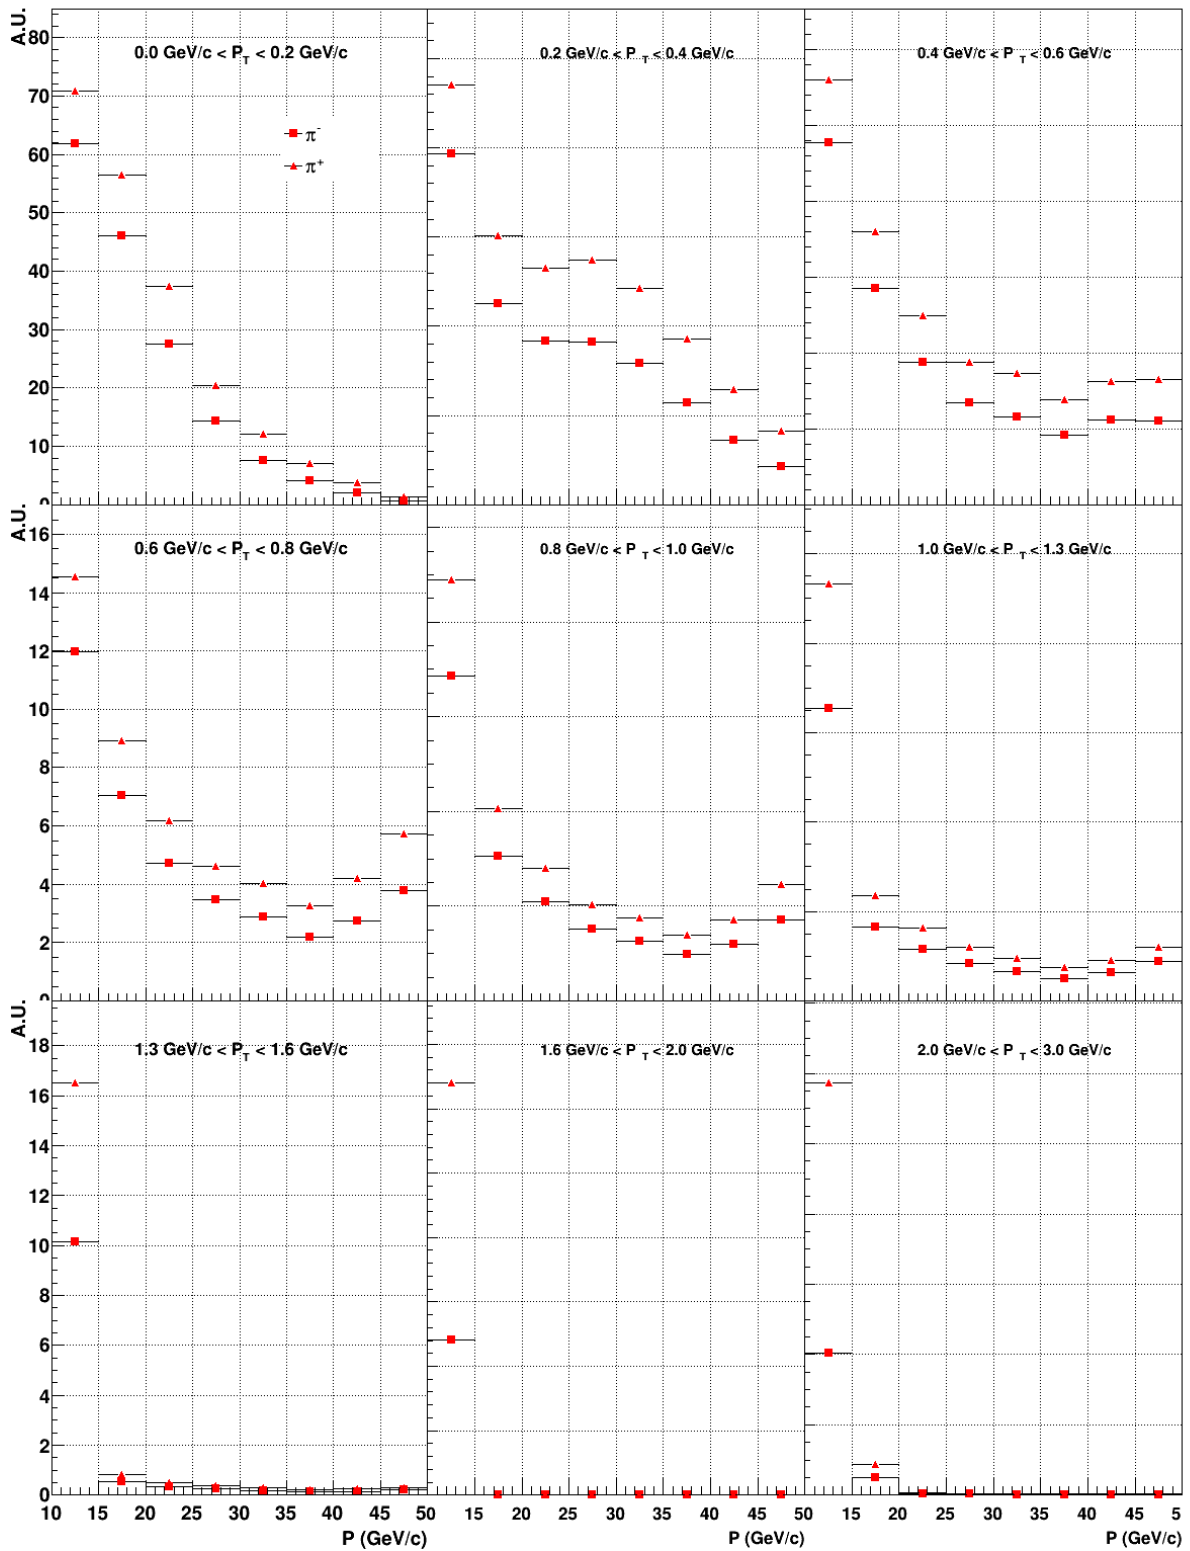 A.U.
0.0 GeV/c < P_T < 0.2 GeV/c
0.2 GeV/c < P_T < 0.4 GeV/c
0.4 GeV/c < P_T < 0.6 GeV/c
80
70
π-
π+
60
50
40
30
20
10
0
A.U.
0.6 GeV/c < P_T < 0.8 GeV/c
0.8 GeV/c < P_T < 1.0 GeV/c
1.0 GeV/c < P_T < 1.3 GeV/c
16
14
12
10
8
6
4
2
0
A.U.
1.3 GeV/c < P_T < 1.6 GeV/c
1.6 GeV/c < P_T < 2.0 GeV/c
2.0 GeV/c < P_T < 3.0 GeV/c
18
16
14
12
10
8
6
4
2
0
10 15 20 25 30 35 40 45 50 15 20 25 30 35 40 45 50 15 20 25 30 35 40 45 5
P (GeV/c) P (GeV/c) P (GeV/c)